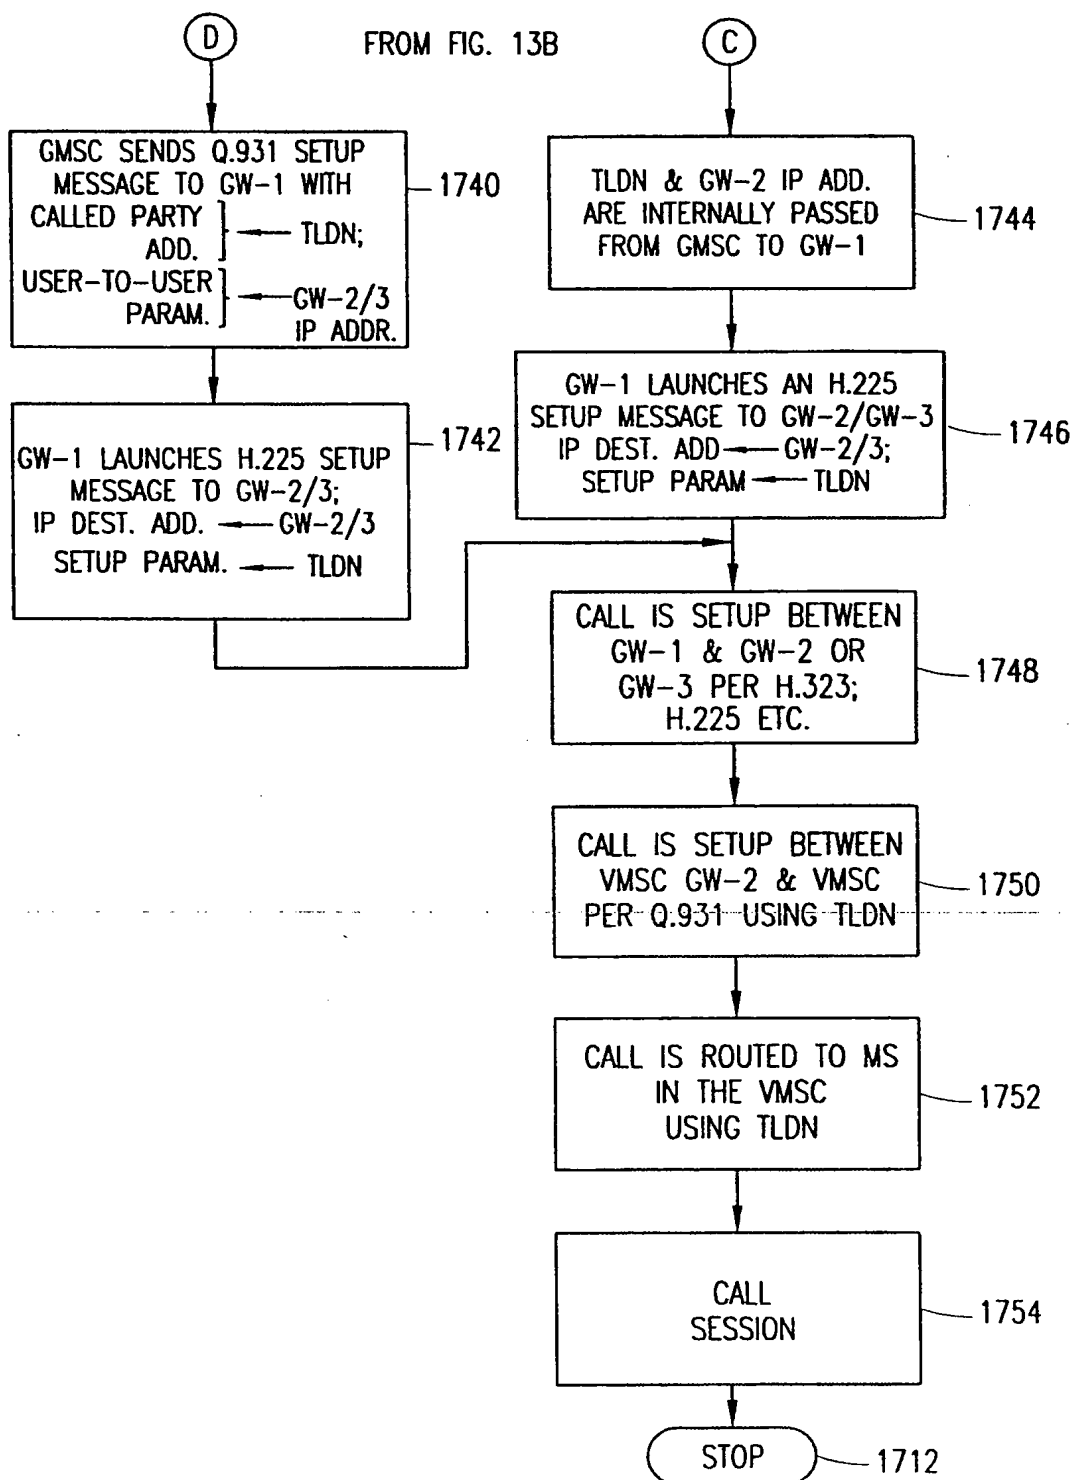 D
FROM FIG. 13B
C
GMSC SENDS Q.931 SETUP
MESSAGE TO GW-1 WITH
CALLED PARTY
ADD.
TLDN;
USER-TO-USER
PARAM.
GW-2/3
IP ADDR.
1740
TLDN & GW-2 IP ADD.
ARE INTERNALLY PASSED
FROM GMSC TO GW-1
1744
GW-1 LAUNCHES H.225 SETUP
MESSAGE TO GW-2/3;
IP DEST. ADD. ← GW-2/3
SETUP PARAM. ← TLDN
1742
GW-1 LAUNCHES AN H.225
SETUP MESSAGE TO GW-2/GW-3
IP DEST. ADD ← GW-2/3;
SETUP PARAM ← TLDN
1746
CALL IS SETUP BETWEEN
GW-1 & GW-2 OR
GW-3 PER H.323;
H.225 ETC.
1748
CALL IS SETUP BETWEEN
VMSC GW-2 & VMSC
PER Q.931 USING TLDN
1750
CALL IS ROUTED TO MS
IN THE VMSC
USING TLDN
1752
CALL
SESSION
1754
STOP
1712